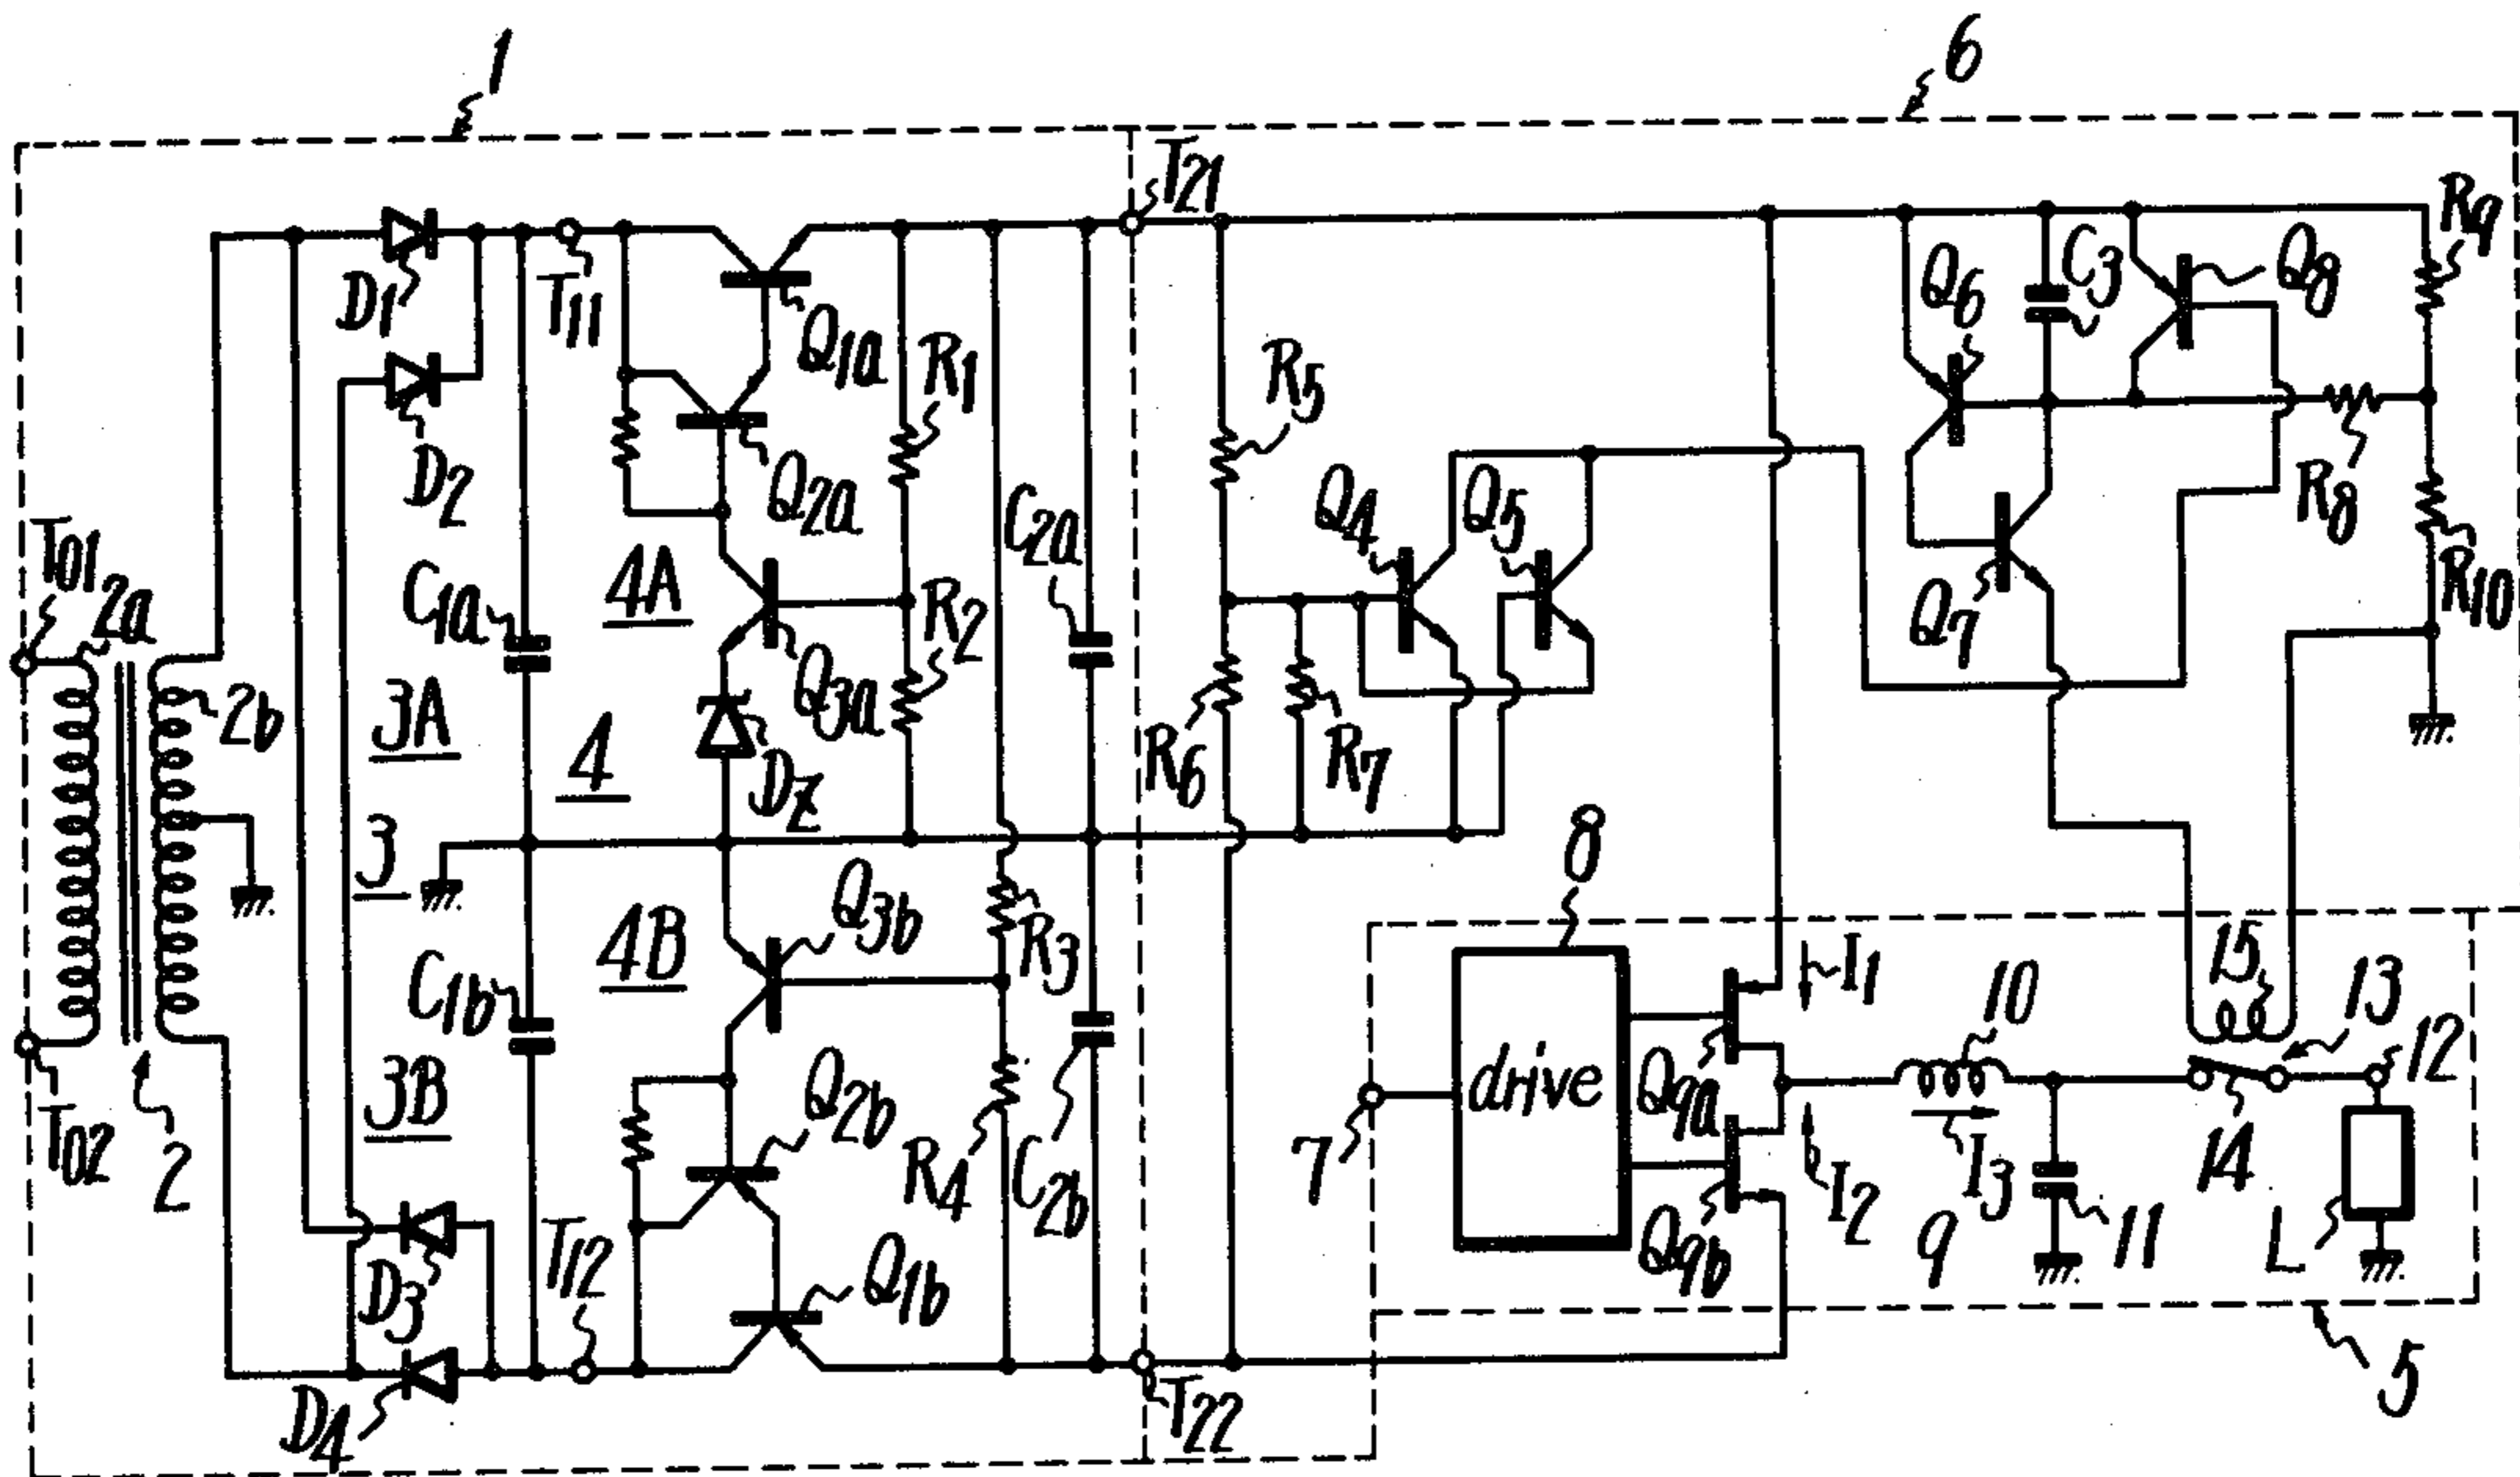 1
6
T21
R9
D1
T11
Q1a
R1
R5
Q6
C3
Q8
D2
Q2a
C2a
Q4
Q5
R8
T01
2a
C1a
4A
R2
Q7
R10
2b
3A
4
Q3a
Dz
R6
R7
3
8
4B
Q3b
R3
C1b
I1
10
15
13
12
3B
Q2b
drive
Q9a
T02
2
R4
C2b
7
I2
I3
14
D3
T12
Q1b
Q9b
9
11
L
D4
T22
5